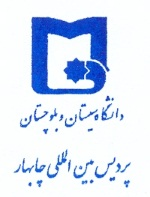 دانشگاه سیستان و بلوچستان
پردیس بین المللی چابهار